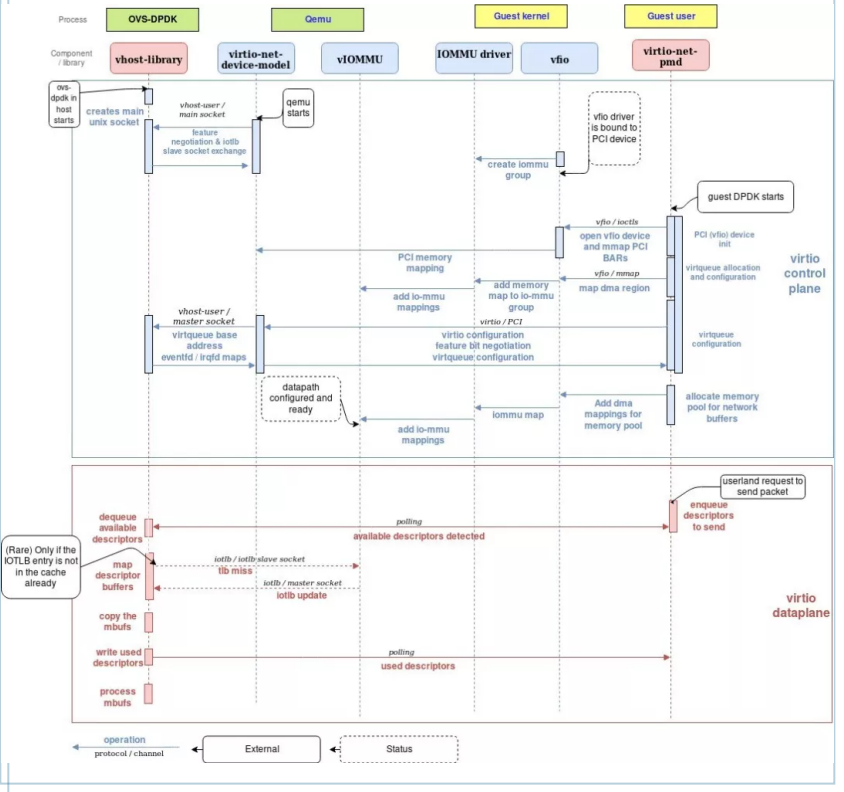 Process
OVS-DPDK
Qemu
Guest kernel
Guest user
Component
/ library
vhost-library
virtio-net-
device-model
vIOMMU
IOMMU driver
vfio
virtio-net-
pmd
ovs-
dpdk in
host
starts
creates main
unix socket
vhost-user /
main socket
feature
negotiation & iotlb
slave socket exchange
qemu
starts
vfio driver
is bound to
PCI device
create iommu
group
guest DPDK starts
vfio / ioctls
open vfio device
and mmap PCI
BARs
PCI (vfio) device
init
PCI memory
mapping
vfio / mmap
map dma region
virtqueue allocation
and configuration
add memory
map to io-mmu
group
add io-mmu
mappings
virtio
control
plane
vhost-user /
master socket
virtqueue base
address
eventfd / irqfd maps
virtio / PCI
virtio configuration
feature bit negotiation
virtqueue configuration
virtqueue
configuration
datapath
configured and
ready
allocate memory
pool for network
buffers
Add dma
mappings for
memory pool
iommu map
add io-mmu
mappings
userland request to
send packet
enqueue
descriptors
to send
dequeue
available
descriptors
polling
available descriptors detected
(Rare) Only if the
IOTLB entry is not
in the cache
already
map
descriptor
buffers
iotlb / iotlb slave socket
tlb miss
iotlb / master socket
iotlb update
virtio
dataplane
copy the
mbufs
write used
descriptors
polling
used descriptors
process
mbufs
operation
protocol / channel
External
Status